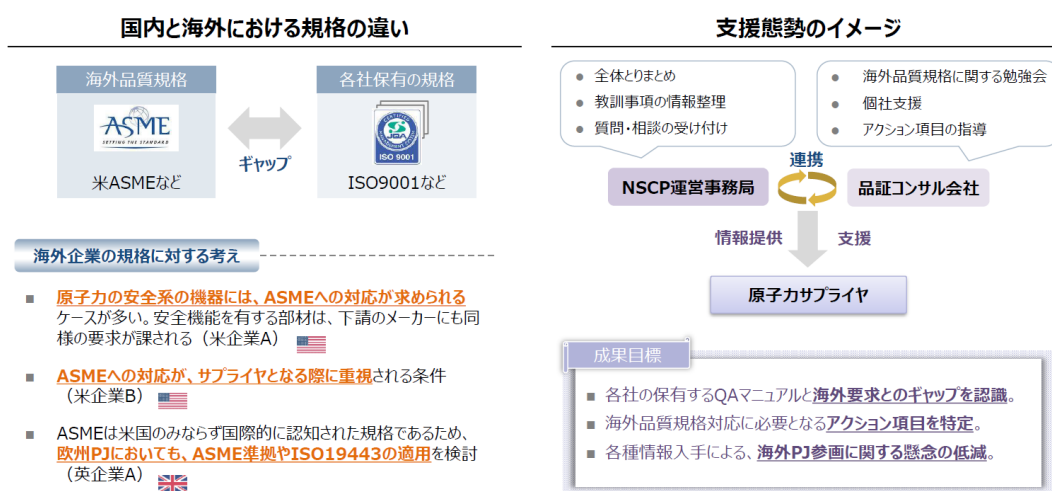 国内と海外における規格の違い
海外品質規格
ASME
SETTING THE STANDARD
米ASMEなど
ギャップ
各社保有の規格
CERTIFIED
JQA
ISO 9001
ISO9001など
海外企業の規格に対する考え
■ 原子力の安全系の機器には、ASMEへの対応が求められる
ケースが多い。安全機能を有する部材は、下請のメーカーにも同
様の要求が課される（米企業A）
■ ASMEへの対応が、サプライヤとなる際に重視される条件
（米企業B）
■ ASMEは米国のみならず国際的に認知された規格であるため、
欧州PJにおいても、ASME準拠やISO19443の適用を検討
（英企業A）
支援態勢のイメージ
● 全体とりまとめ
● 教訓事項の情報整理
● 質問・相談の受け付け
● 海外品質規格に関する勉強会
● 個社支援
● アクション項目の指導
NSCP運営事務局
連携
品証コンサル会社
情報提供
支援
原子力サプライヤ
成果目標
■ 各社の保有するQAマニュアルと海外要求とのギャップを認識。
■ 海外品質規格対応に必要となるアクション項目を特定。
■ 各種情報入手による、海外PJ参画に関する懸念の低減。